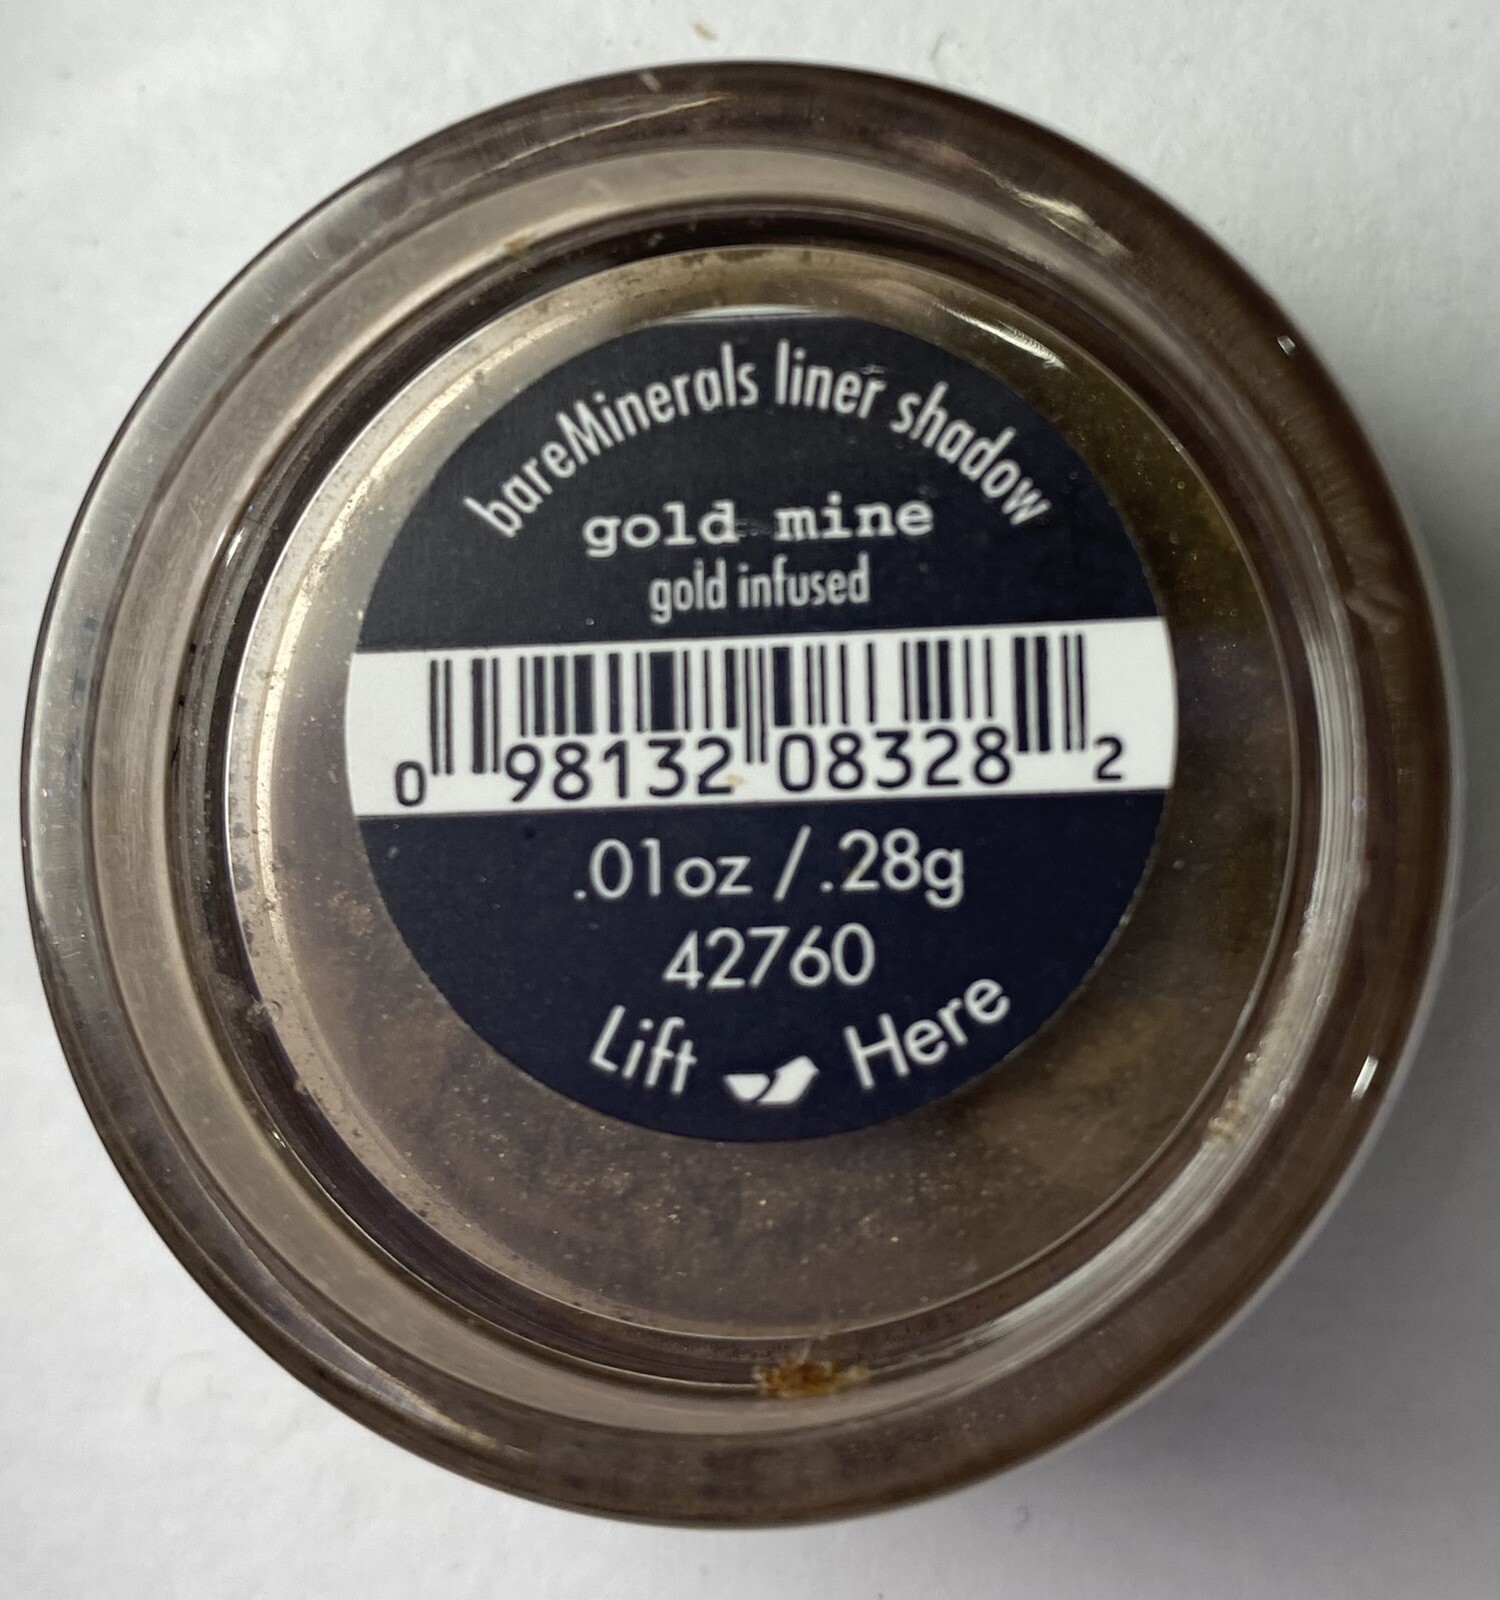 bareMinerals liner shadow
gold mine
gold infused
0 98132 08328 2
.01oz / .28g
42760
Lift Here